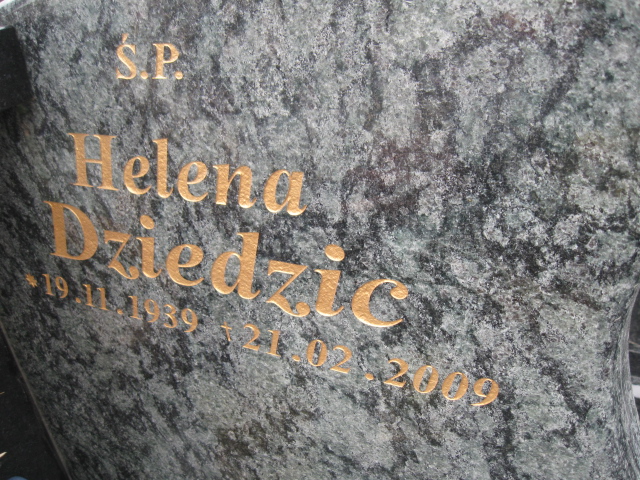 Ś.P.
Helena
Dziedzic
* 19.11.1939 † 21.02.2009